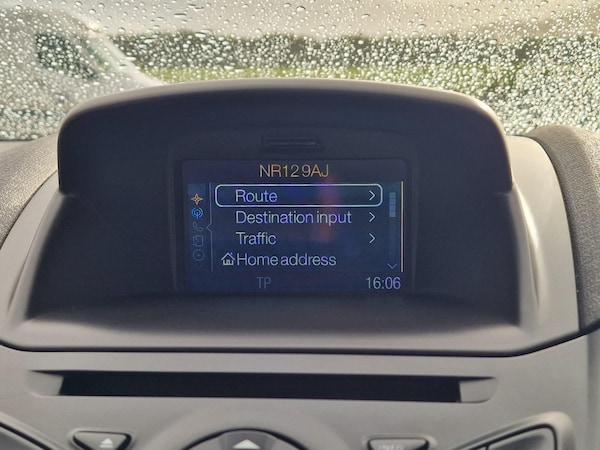 NR12 9AJ
Route
Destination input
Traffic
Home address
TP 16:06